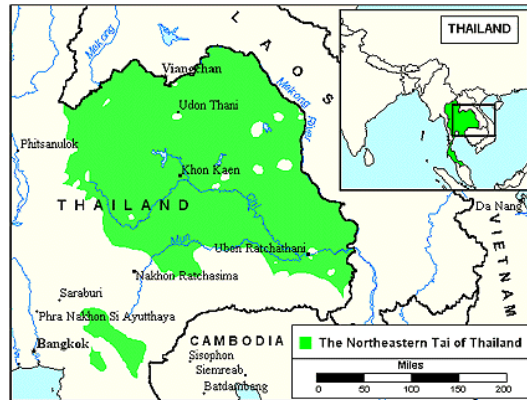 THAILAND
LAOS
Mekong
Viangchan
Mekong River
Udon Thani
Phitsanulok
Khon Kaen
THAILAND
Chi
Da Nang
VIETNAM
Mun
Ubon Ratchathani
Nakhon Ratchasima
Saraburi
Phra Nakhon Si Ayutthaya
Bangkok
CAMBODIA
Sisophon
Siemreab
Batdambang
The Northeastern Tai of Thailand
Miles
0 50 100 150 200